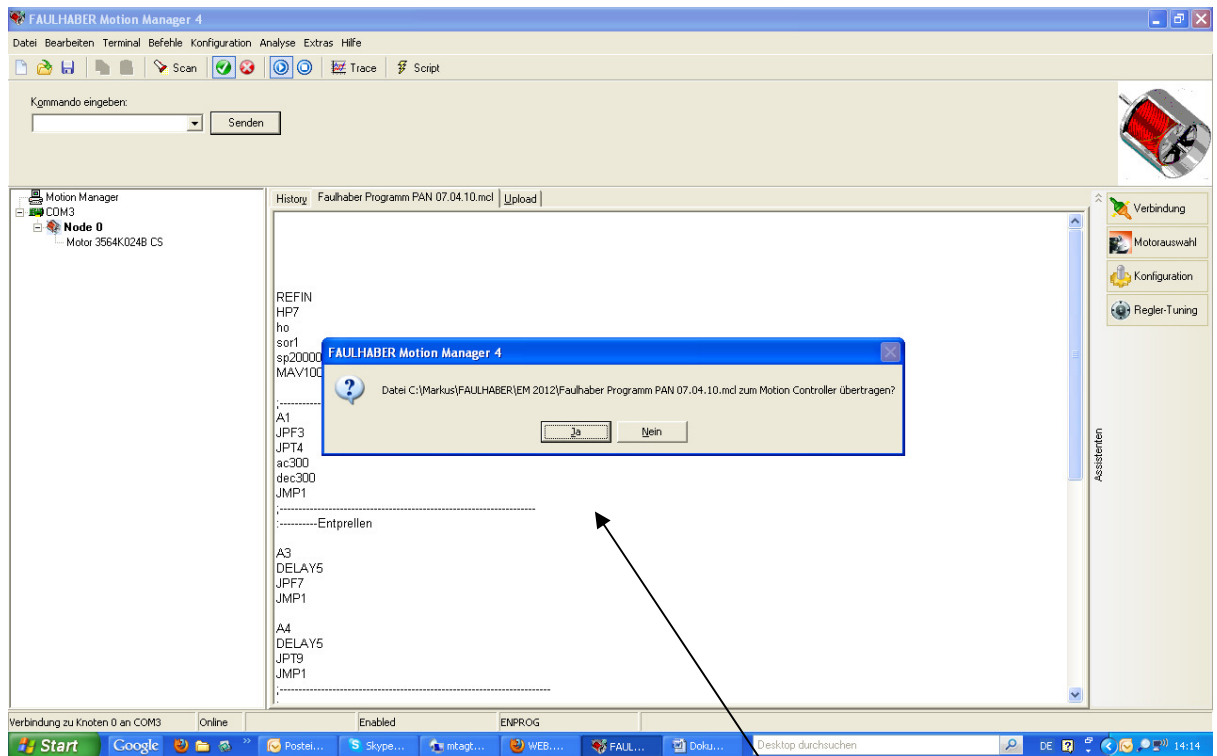 FAULHABER Motion Manager 4
Datei Bearbeiten Terminal Befehle Konfiguration Analyse Extras Hilfe
Scan Trace Script
Kommando eingeben:
Senden
Motion Manager
COM3
Node 0
Motor 3564K024B CS
History Faulhaber Programm PAN 07.04.10.mcl Upload
REFIN
HP7
ho
sor1
sp20000
MAV100
;----------
A1
JPF3
JPT4
ac300
dec300
JMP1
;-------------------------------------------------------
;----------Entprellen
A3
DELAY5
JPF7
JMP1
A4
DELAY5
JPT9
JMP1
;----------------------------------------------------------
FAULHABER Motion Manager 4
Datei C:\Markus\FAULHABER\EM 2012\Faulhaber Programm PAN 07.04.10.mcl zum Motion Controller übertragen?
Ja Nein
Verbindung
Motorauswahl
Konfiguration
Regler-Tuning
Assistenten
Verbindung zu Knoten 0 an COM3 Online Enabled ENPROG
Start Google Postei... Skype... mtagt... WEB.... FAUL... Doku... Desktop durchsuchen DE 14:14